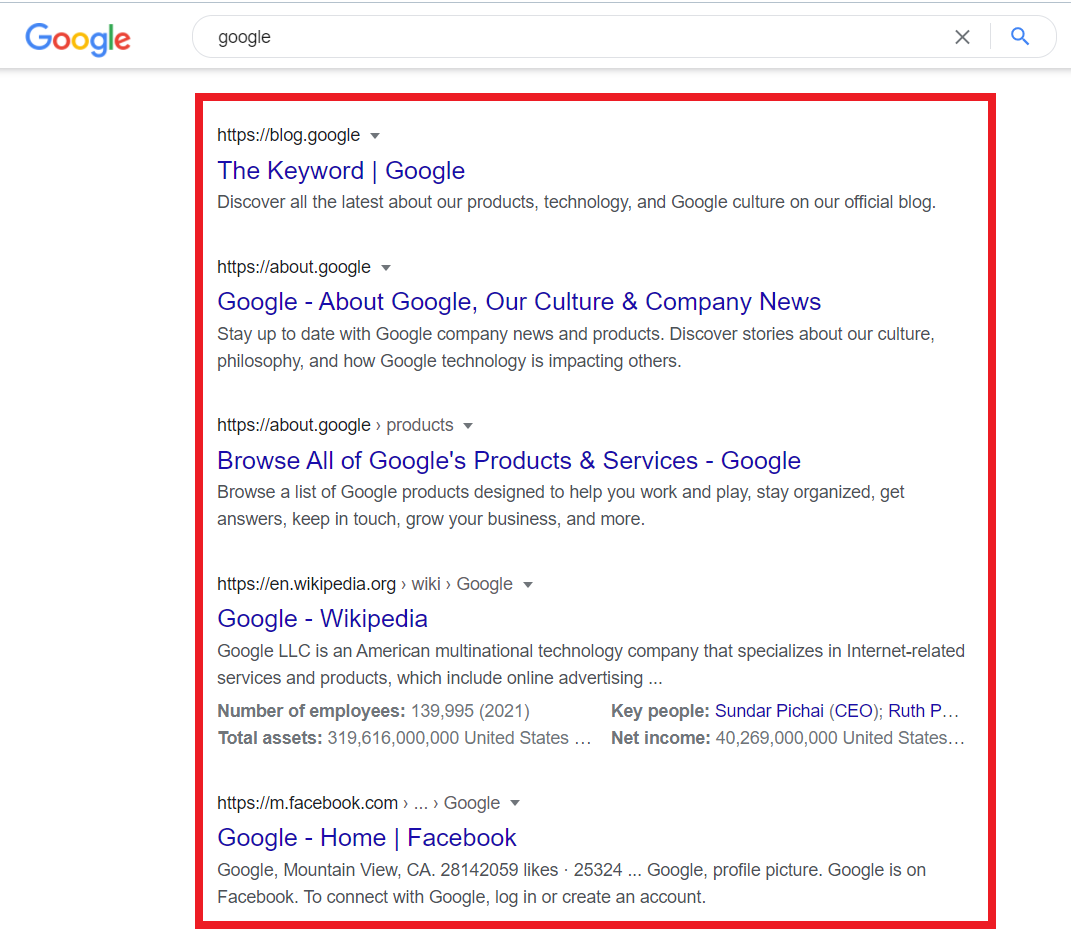 Google
google
https://blog.google
The Keyword | Google
Discover all the latest about our products, technology, and Google culture on our official blog.
https://about.google
Google - About Google, Our Culture & Company News
Stay up to date with Google company news and products. Discover stories about our culture,
philosophy, and how Google technology is impacting others.
https://about.google › products
Browse All of Google's Products & Services - Google
Browse a list of Google products designed to help you work and play, stay organized, get
answers, keep in touch, grow your business, and more.
https://en.wikipedia.org › wiki › Google
Google - Wikipedia
Google LLC is an American multinational technology company that specializes in Internet-related
services and products, which include online advertising ...
Number of employees: 139,995 (2021) Key people: Sundar Pichai (CEO); Ruth P…
Total assets: 319,616,000,000 United States … Net income: 40,269,000,000 United States…
https://m.facebook.com › ... › Google
Google - Home | Facebook
Google, Mountain View, CA. 28142059 likes · 25324 ... Google, profile picture. Google is on
Facebook. To connect with Google, log in or create an account.